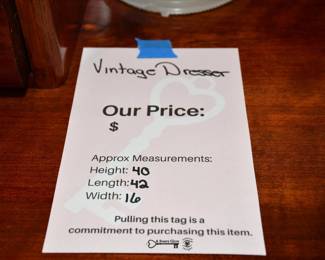 Vintage Dresser
Our Price:
$
Approx Measurements:
Height: 40
Length: 42
Width: 16
Pulling this tag is a
commitment to purchasing this item.